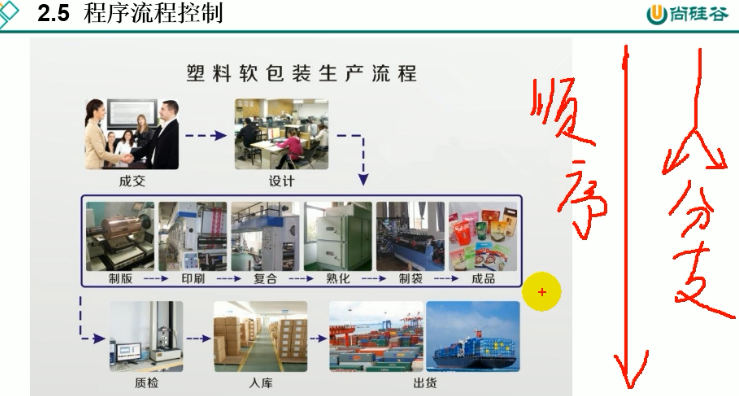 2.5 程序流程控制
尚硅谷
塑料软包装生产流程
成交
设计
制版
印刷
复合
熟化
制袋
成品
质检
入库
出货
顺序
分支